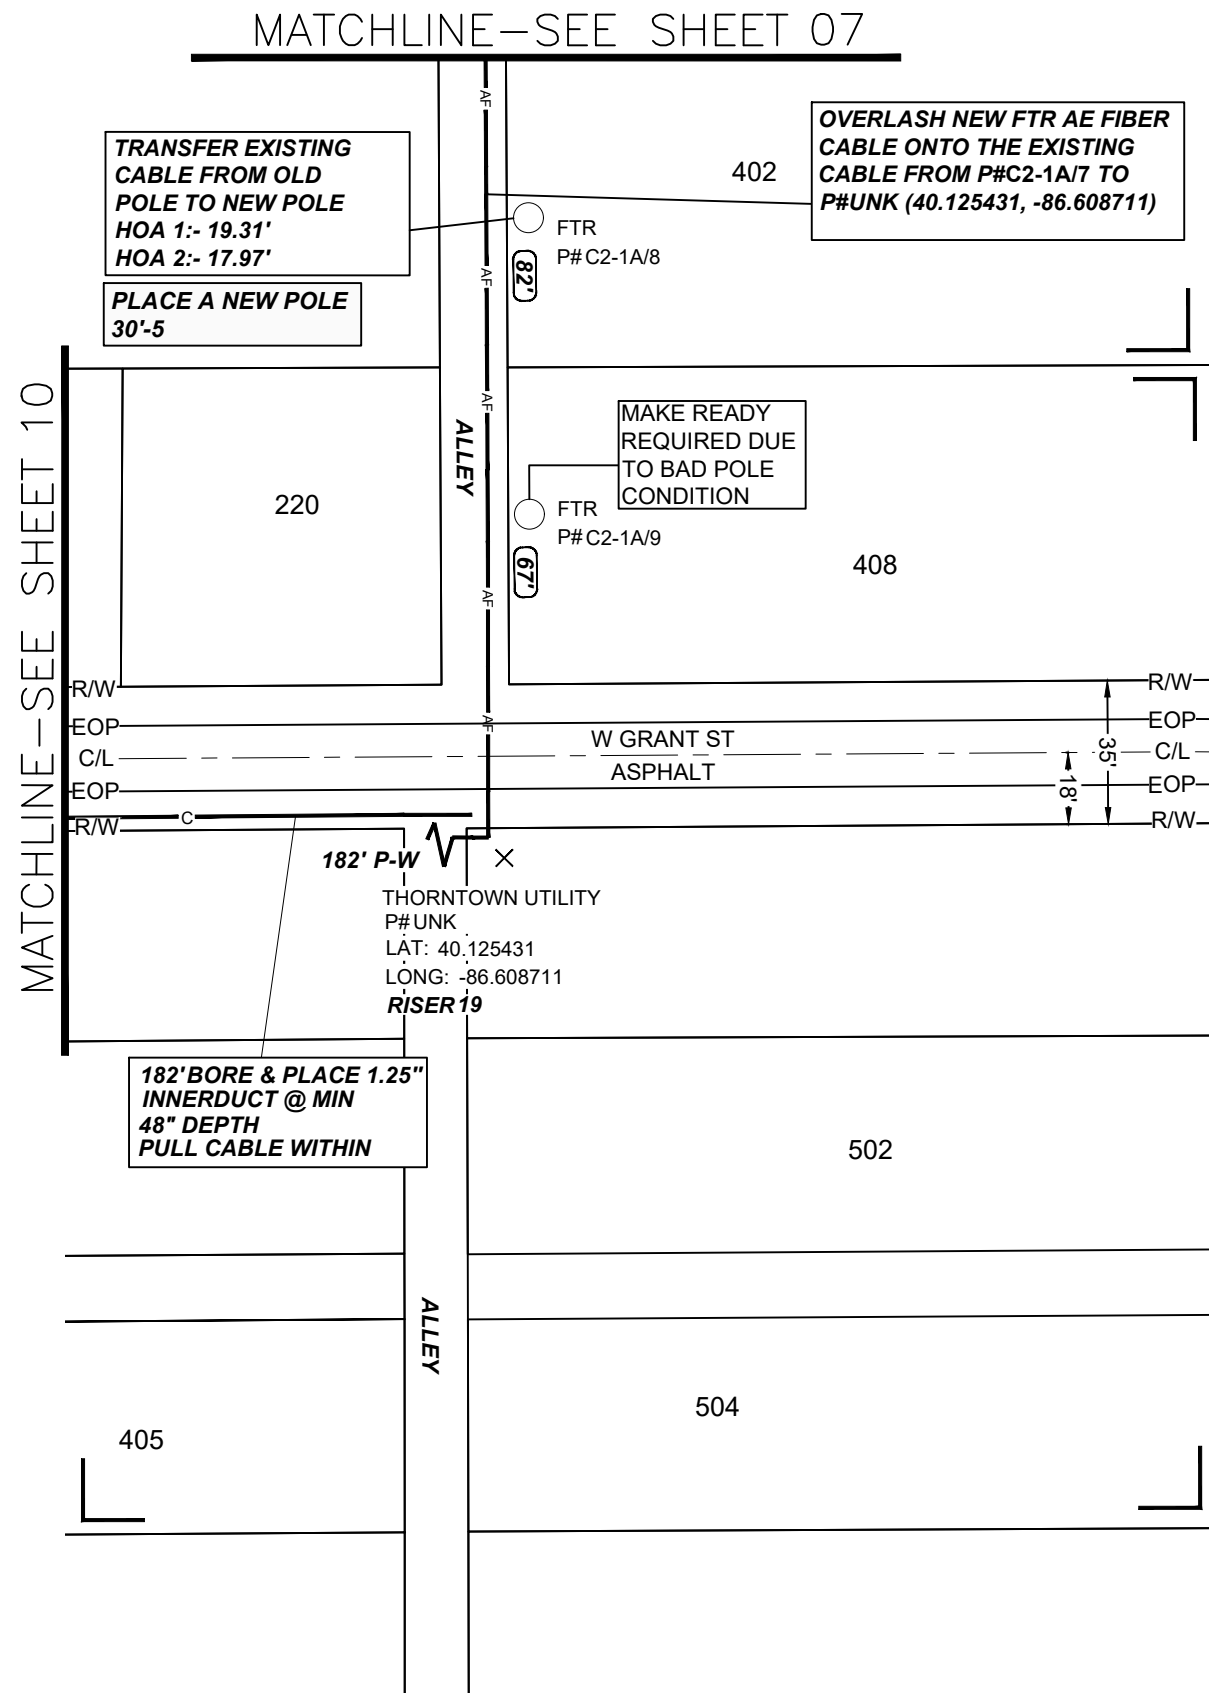 MATCHLINE-SEE SHEET 07
TRANSFER EXISTING
CABLE FROM OLD
POLE TO NEW POLE
HOA 1:- 19.31'
HOA 2:- 17.97'
PLACE A NEW POLE
30'-5
AF
402
OVERLASH NEW FTR AE FIBER
CABLE ONTO THE EXISTING
CABLE FROM P#C2-1A/7 TO
P#UNK (40.125431, -86.608711)
FTR
P# C2-1A/8
82'
AF
MATCHLINE-SEE SHEET 10
220
AF
ALLEY
MAKE READY
REQUIRED DUE
TO BAD POLE
CONDITION
FTR
P# C2-1A/9
67'
AF
408
R/W
EOP
C/L
EOP
R/W
AF
W GRANT ST
ASPHALT
35'
18'
R/W
EOP
C/L
EOP
R/W
C
182' P-W
THORNTOWN UTILITY
P# UNK
LAT: 40.125431
LONG: -86.608711
RISER 19
182' BORE & PLACE 1.25"
INNERDUCT @ MIN
48" DEPTH
PULL CABLE WITHIN
502
ALLEY
504
405